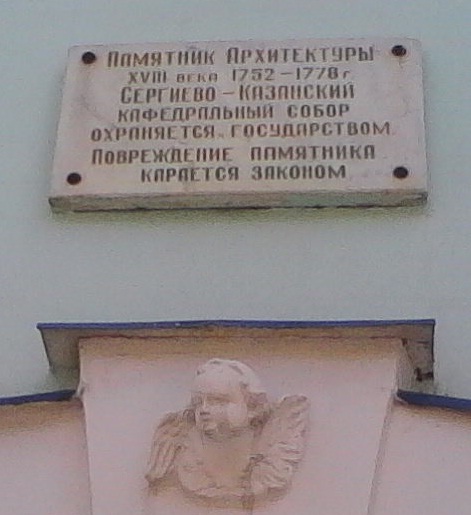 Памятник Архитектуры
XVIII века 1752-1778 г.
Сергиево-Казанский
кафедральный собор
охраняется государством
Повреждение памятника
карается законом